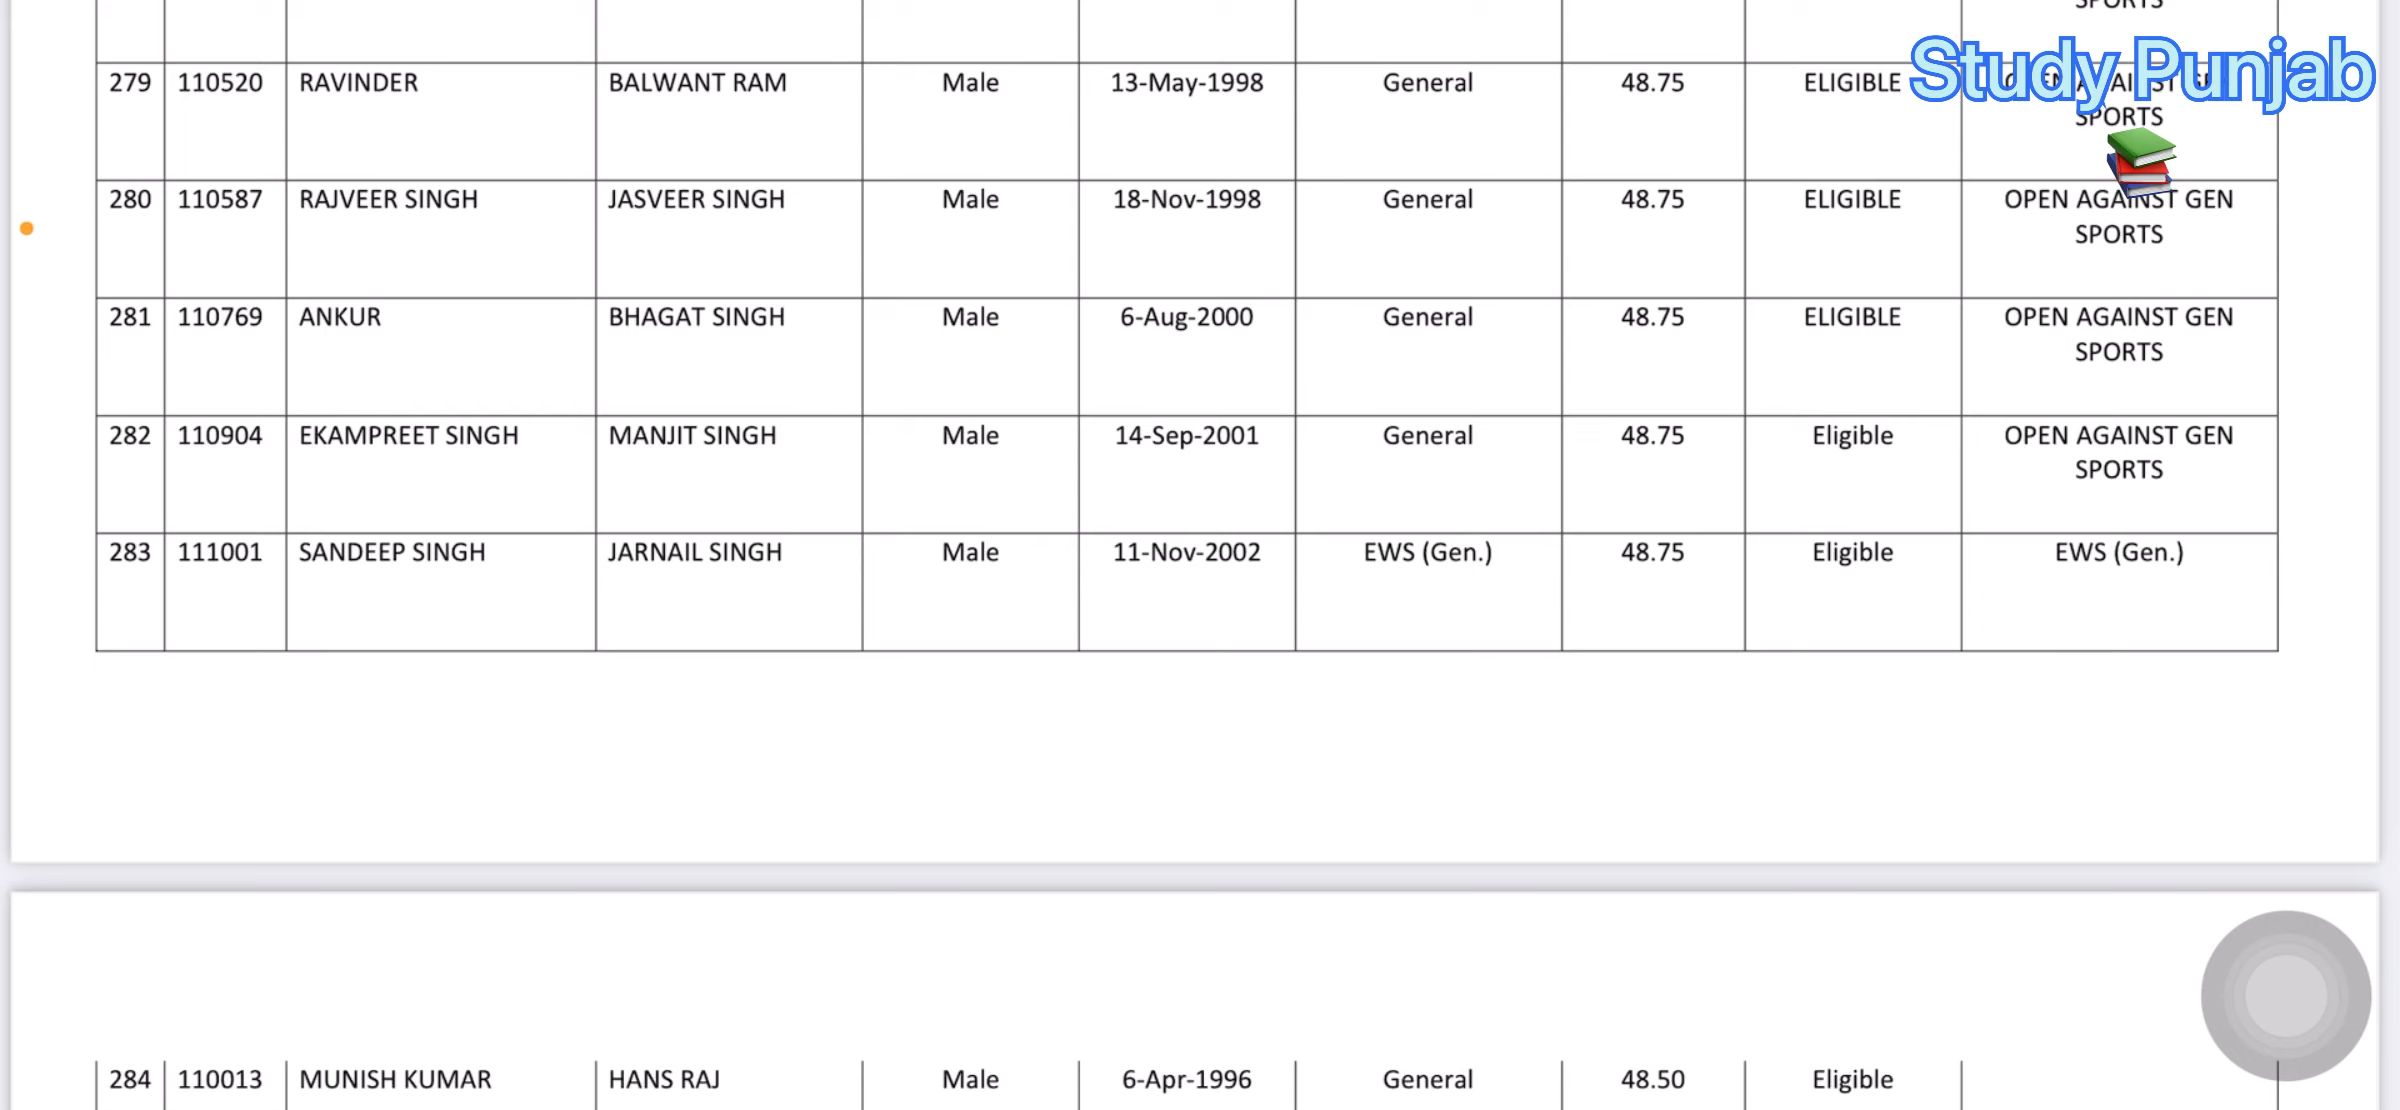 SPORTS
Study Punjab
279 110520 RAVINDER BALWANT RAM Male 13-May-1998 General 48.75 ELIGIBLE
SPORTS
280 110587 RAJVEER SINGH JASVEER SINGH Male 18-Nov-1998 General 48.75 ELIGIBLE OPEN AGAINST GEN
SPORTS
281 110769 ANKUR BHAGAT SINGH Male 6-Aug-2000 General 48.75 ELIGIBLE OPEN AGAINST GEN
SPORTS
282 110904 EKAMPREET SINGH MANJIT SINGH Male 14-Sep-2001 General 48.75 Eligible OPEN AGAINST GEN
SPORTS
283 111001 SANDEEP SINGH JARNAIL SINGH Male 11-Nov-2002 EWS (Gen.) 48.75 Eligible EWS (Gen.)
284 110013 MUNISH KUMAR HANS RAJ Male 6-Apr-1996 General 48.50 Eligible